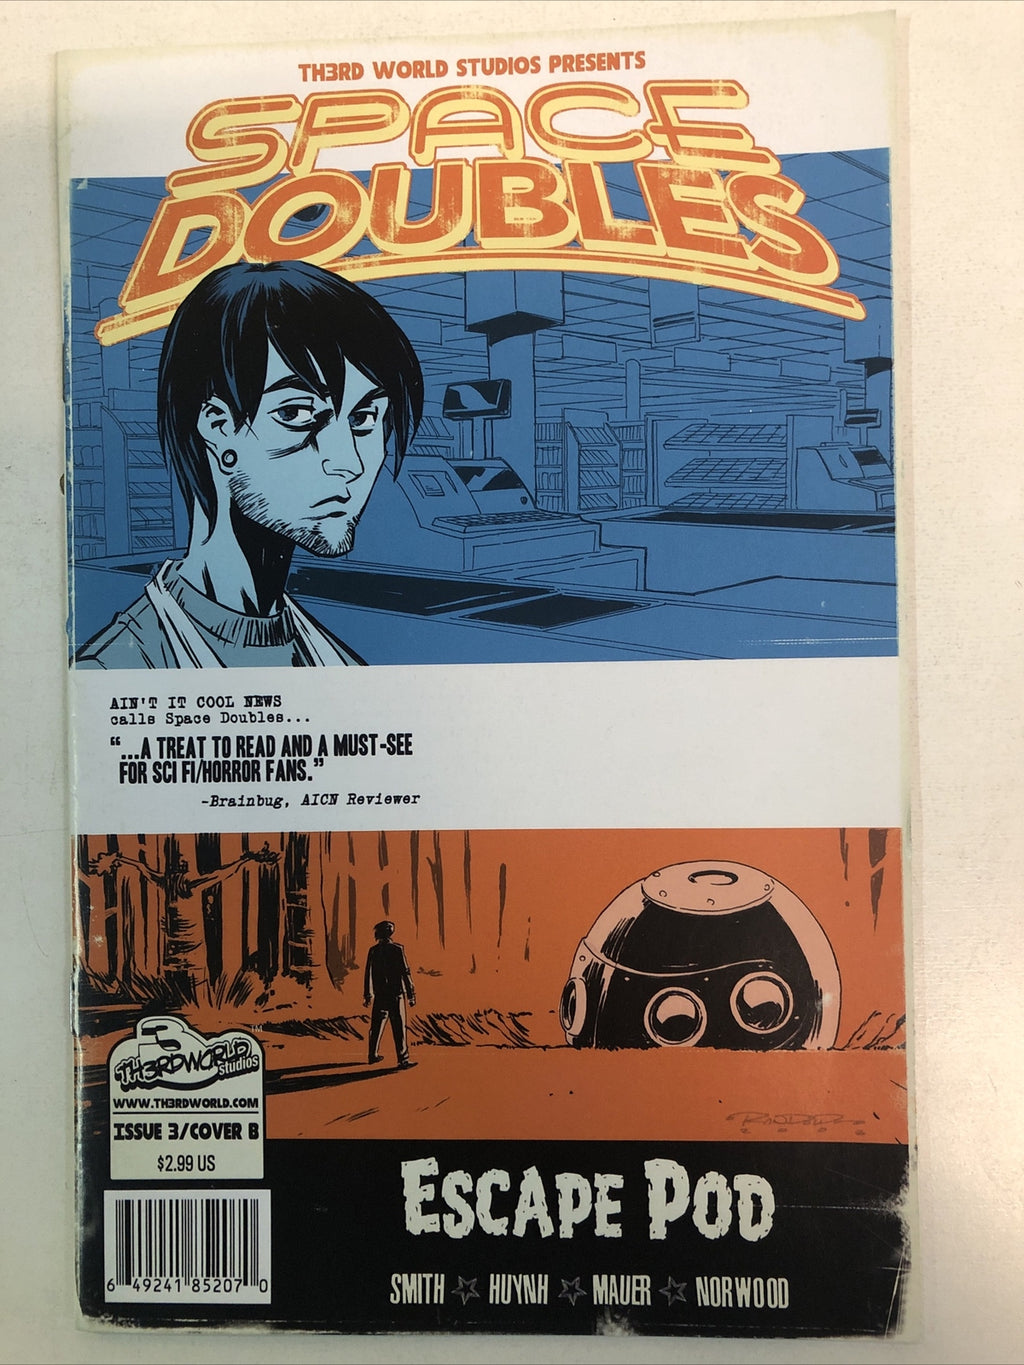 TH3RD WORLD STUDIOS PRESENTS
SPACE
DOUBLES
AIN'T IT COOL NEWS
calls Space Doubles...
"...A TREAT TO READ AND A MUST-SEE
FOR SCI FI/HORROR FANS."
-Brainbug, AICN Reviewer
3
TH3RDWORLD
studios
TM
WWW.TH3RDWORLD.COM
ISSUE 3/COVER B
$2.99 US
ESCAPE POD
SMITH ☆ HUYNH ☆ MAUER ☆ NORWOOD
6 49241 85207 0